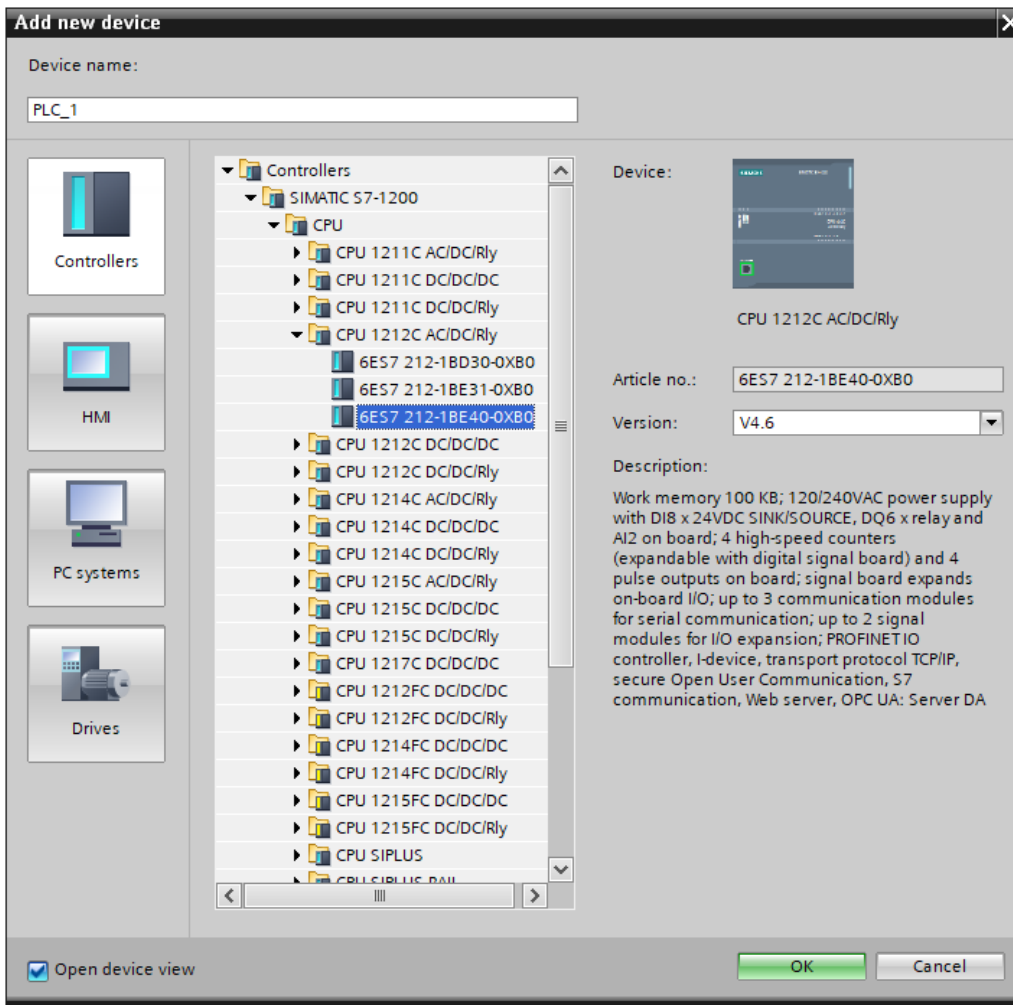 Add new device
Device name:
PLC_1
Controllers
HMI
PC systems
Drives
Controllers
SIMATIC S7-1200
CPU
CPU 1211C AC/DC/Rly
CPU 1211C DC/DC/DC
CPU 1211C DC/DC/Rly
CPU 1212C AC/DC/Rly
6ES7 212-1BD30-0XB0
6ES7 212-1BE31-0XB0
6ES7 212-1BE40-0XB0
CPU 1212C DC/DC/DC
CPU 1212C DC/DC/Rly
CPU 1214C AC/DC/Rly
CPU 1214C DC/DC/DC
CPU 1214C DC/DC/Rly
CPU 1215C AC/DC/Rly
CPU 1215C DC/DC/DC
CPU 1215C DC/DC/Rly
CPU 1217C DC/DC/DC
CPU 1212FC DC/DC/DC
CPU 1212FC DC/DC/Rly
CPU 1214FC DC/DC/DC
CPU 1214FC DC/DC/Rly
CPU 1215FC DC/DC/DC
CPU 1215FC DC/DC/Rly
CPU SIPLUS
CPU SIPLUS RAIL
Device:
CPU 1212C AC/DC/Rly
Article no.:
6ES7 212-1BE40-0XB0
Version:
V4.6
Description:
Work memory 100 KB; 120/240VAC power supply
with DI8 x 24VDC SINK/SOURCE, DQ6 x relay and
AI2 on board; 4 high-speed counters
(expandable with digital signal board) and 4
pulse outputs on board; signal board expands
on-board I/O; up to 3 communication modules
for serial communication; up to 2 signal
modules for I/O expansion; PROFINET IO
controller, I-device, transport protocol TCP/IP,
secure Open User Communication, S7
communication, Web server, OPC UA: Server DA
Open device view
OK
Cancel